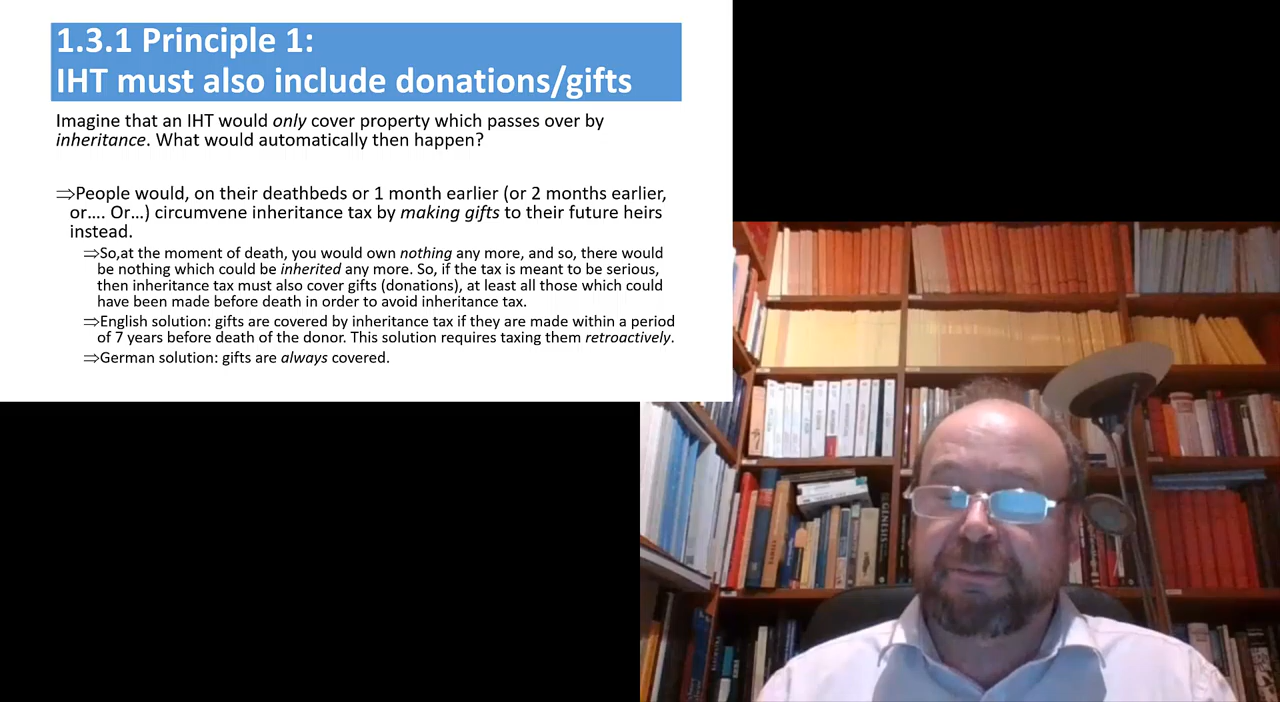 1.3.1 Principle 1:
IHT must also include donations/gifts
Imagine that an IHT would only cover property which passes over by
inheritance. What would automatically then happen?
⇒People would, on their deathbeds or 1 month earlier (or 2 months earlier,
or…. Or…) circumvene inheritance tax by making gifts to their future heirs
instead.
⇒So,at the moment of death, you would own nothing any more, and so, there would
be nothing which could be inherited any more. So, if the tax is meant to be serious,
then inheritance tax must also cover gifts (donations), at least all those which could
have been made before death in order to avoid inheritance tax.
⇒English solution: gifts are covered by inheritance tax if they are made within a period
of 7 years before death of the donor. This solution requires taxing them retroactively.
⇒German solution: gifts are always covered.
GENESIS